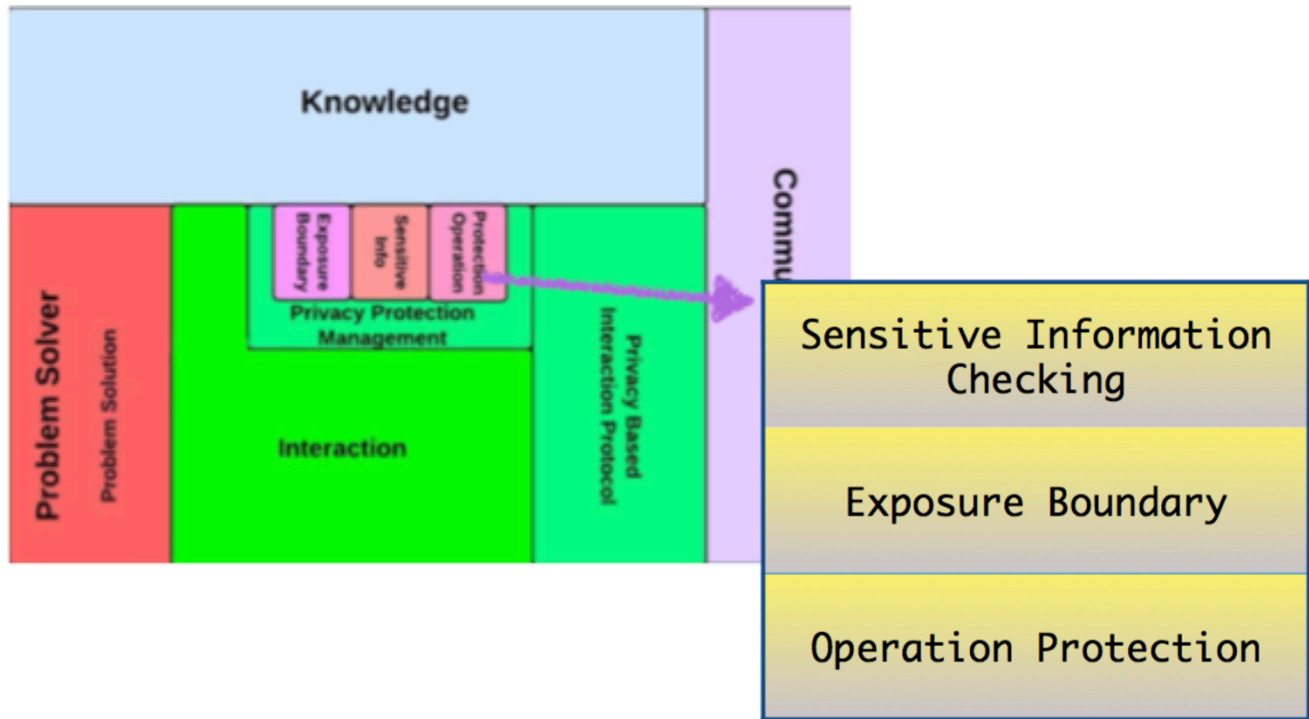 Knowledge
Problem Solver
Problem Solution
Exposure
Boundary
Sensitive
Info
Protection
Operation
Privacy Protection
Management
Interaction
Privacy Based
Interaction Protocol
Commu
Sensitive Information
Checking
Exposure Boundary
Operation Protection